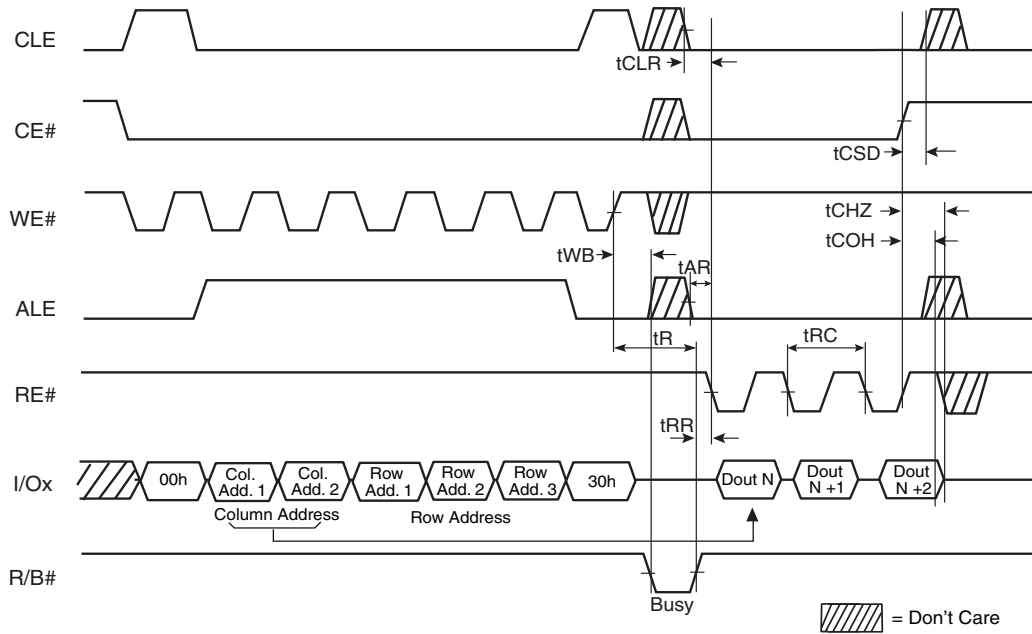 CLE
tCLR
CE#
tCSD
WE#
tCHZ
tCOH
tWB
tAR
ALE
tR
tRC
RE#
tRR
I/Ox
00h
Col.
Add. 1
Col.
Add. 2
Row
Add. 1
Row
Add. 2
Row
Add. 3
30h
Dout N
Dout
N +1
Dout
N +2
Column Address
Row Address
R/B#
Busy
= Don't Care